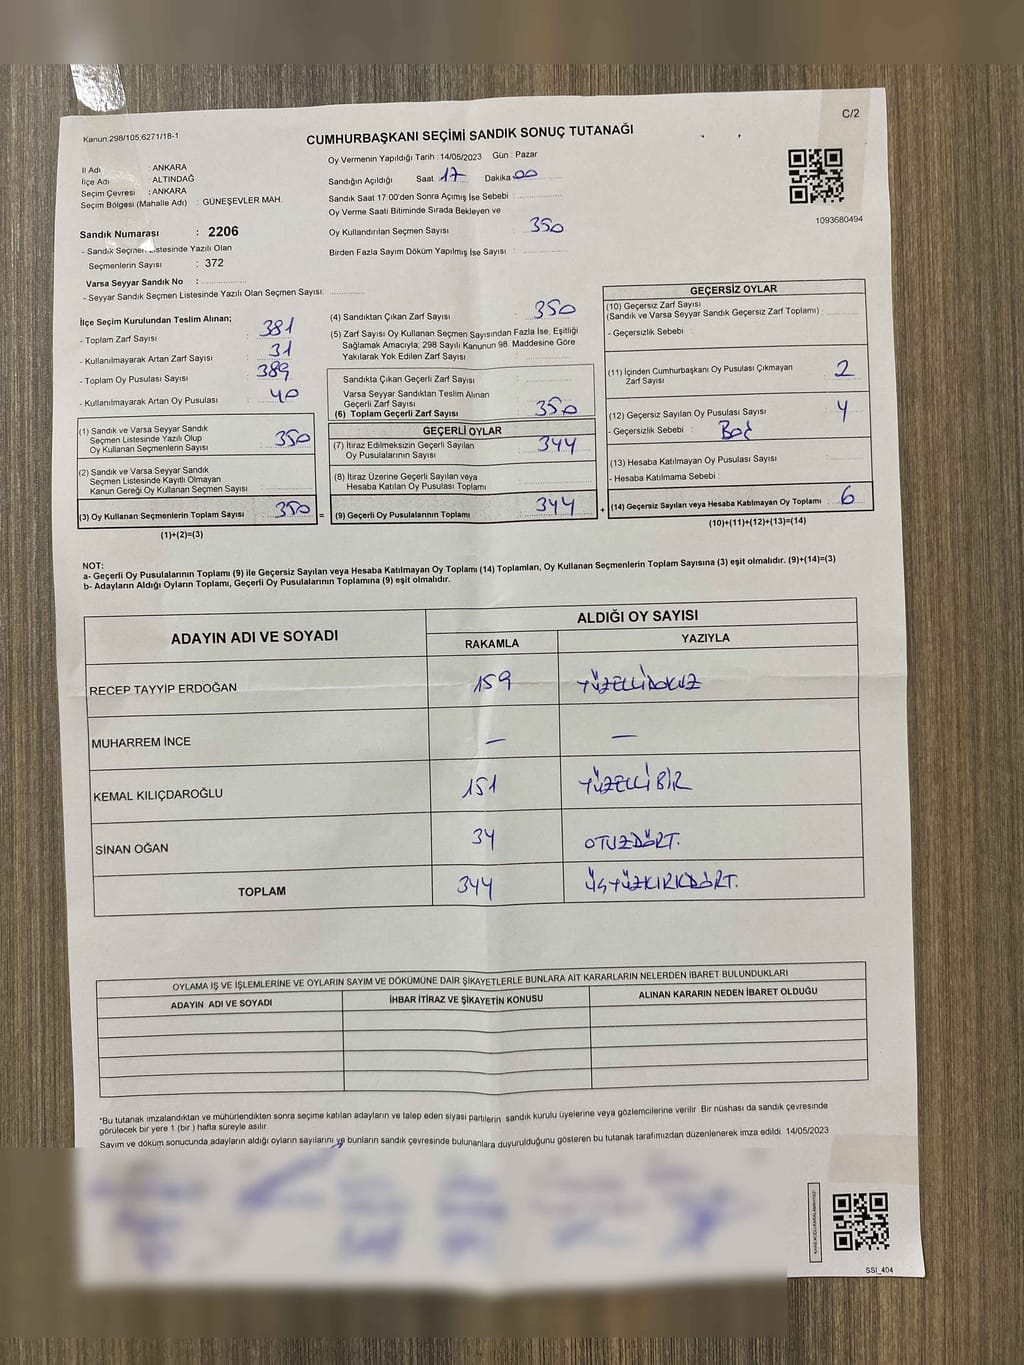 C/2
Kanun 298/105,6271/18-1
CUMHURBAŞKANI SEÇİMİ SANDIK SONUÇ TUTANAĞI
İl Adı : ANKARA
İlçe Adı : ALTINDAĞ
Seçim Çevresi : ANKARA
Seçim Bölgesi (Mahalle Adı) : GÜNEŞEVLER MAH.
Sandık Numarası : 2206
- Sandık Seçmen Listesinde Yazılı Olan
Seçmenlerin Sayısı : 372
Varsa Seyyar Sandık No :
- Seyyar Sandık Seçmen Listesinde Yazılı Olan Seçmen Sayısı:
Oy Vermenin Yapıldığı Tarih : 14/05/2023 Gün : Pazar
Sandığın Açıldığı Saat 17 Dakika 00
Sandık Saat 17:00'den Sonra Açımış İse Sebebi :
Oy Verme Saati Bitiminde Sırada Bekleyen ve
Oy Kullandırılan Seçmen Sayısı : 350
Birden Fazla Sayım Döküm Yapılmış İse Sayısı :
1093680494
İlçe Seçim Kurulundan Teslim Alınan;
- Toplam Zarf Sayısı : 381
- Kullanılmayarak Artan Zarf Sayısı : 31
- Toplam Oy Pusulası Sayısı : 389
- Kullanılmayarak Artan Oy Pusulası : 40
(1) Sandık ve Varsa Seyyar Sandık
Seçmen Listesinde Yazılı Olup
Oy Kullanan Seçmenlerin Sayısı : 350
(2) Sandık ve Varsa Seyyar Sandık
Seçmen Listesinde Kayıtlı Olmayan
Kanun Gereği Oy Kullanan Seçmen Sayısı :
(3) Oy Kullanan Seçmenlerin Toplam Sayısı : 350 =
(1)+(2)=(3)
(4) Sandıktan Çıkan Zarf Sayısı : 350
(5) Zarf Sayısı Oy Kullanan Seçmen Sayısından Fazla İse, Eşitliği
Sağlamak Amacıyla; 298 Sayılı Kanunun 98. Maddesine Göre
Yakılarak Yok Edilen Zarf Sayısı :
Sandıkta Çıkan Geçerli Zarf Sayısı :
Varsa Seyyar Sandıktan Teslim Alınan
Geçerli Zarf Sayısı :
(6) Toplam Geçerli Zarf Sayısı : 350
GEÇERLİ OYLAR
(7) İtiraz Edilmeksizin Geçerli Sayılan
Oy Pusulalarının Sayısı : 344
(8) İtiraz Üzerine Geçerli Sayılan veya
Hesaba Katılan Oy Pusulası Toplamı :
(9) Geçerli Oy Pusulalarının Toplamı : 344 +
GEÇERSİZ OYLAR
(10) Geçersiz Zarf Sayısı
(Sandık ve Varsa Seyyar Sandık Geçersiz Zarf Toplamı) :
- Geçersizlik Sebebi :
(11) İçinden Cumhurbaşkanı Oy Pusulası Çıkmayan
Zarf Sayısı : 2
(12) Geçersiz Sayılan Oy Pusulası Sayısı : 4
- Geçersizlik Sebebi : Boş
(13) Hesaba Katılmayan Oy Pusulası Sayısı :
- Hesaba Katılmama Sebebi :
(14) Geçersiz Sayılan veya Hesaba Katılmayan Oy Toplamı : 6
(10)+(11)+(12)+(13)=(14)
NOT:
a- Geçerli Oy Pusulalarının Toplamı (9) ile Geçersiz Sayılan veya Hesaba Katılmayan Oy Toplamı (14) Toplamları, Oy Kullanan Seçmenlerin Toplam Sayısına (3) eşit olmalıdır. (9)+(14)=(3)
b- Adayların Aldığı Oyların Toplamı, Geçerli Oy Pusulalarının Toplamına (9) eşit olmalıdır.
ADAYIN ADI VE SOYADI ALDIĞI OY SAYISI
RAKAMLA YAZIYLA
RECEP TAYYİP ERDOĞAN 159 YÜZELLİDOKUZ
MUHARREM İNCE — —
KEMAL KILIÇDAROĞLU 151 YÜZELLİBİR
SİNAN OĞAN 34 OTUZDÖRT.
TOPLAM 344 ÜÇYÜZKIRKDÖRT.
OYLAMA İŞ VE İŞLEMLERİNE VE OYLARIN SAYIM VE DÖKÜMÜNE DAİR ŞİKAYETLERLE BUNLARA AİT KARARLARIN NELERDEN İBARET BULUNDUKLARI
ADAYIN ADI VE SOYADI İHBAR İTİRAZ VE ŞİKAYETİN KONUSU ALINAN KARARIN NEDEN İBARET OLDUĞU
*Bu tutanak imzalandıktan ve mühürlendikten sonra seçime katılan adayların ve talep eden siyasi partilerin sandık kurulu üyelerine veya gözlemcilerine verilir. Bir nüshası da sandık çevresinde
görülecek bir yere 1 (bir ) hafta süreyle asılır.
Sayım ve döküm sonucunda adayların aldığı oyların sayılarını ve bunların sandık çevresinde bulunanlara duyurulduğunu gösteren bu tutanak tarafımızdan düzenlenerek imza edildi. 14/05/2023
SSI_404